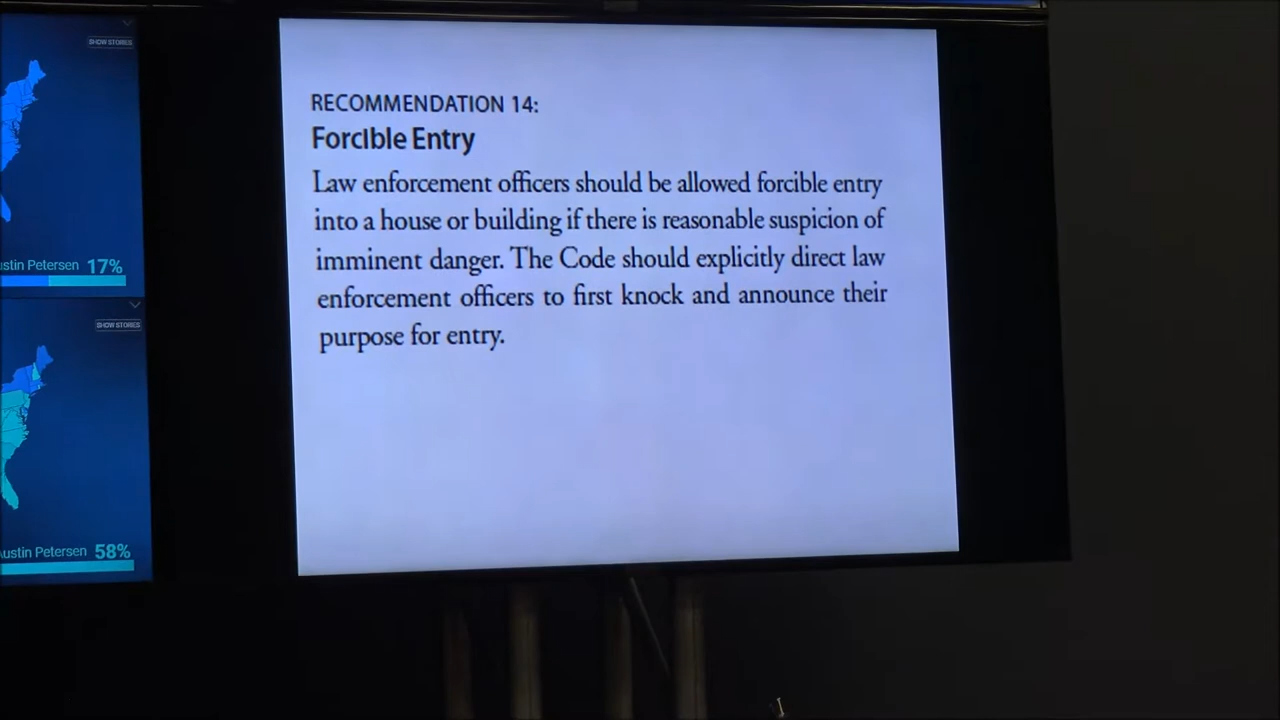 SHOW STORIES
ustin Petersen 17%
SHOW STORIES
Austin Petersen 58%
RECOMMENDATION 14:
Forcible Entry
Law enforcement officers should be allowed forcible entry
into a house or building if there is reasonable suspicion of
imminent danger. The Code should explicitly direct law
enforcement officers to first knock and announce their
purpose for entry.